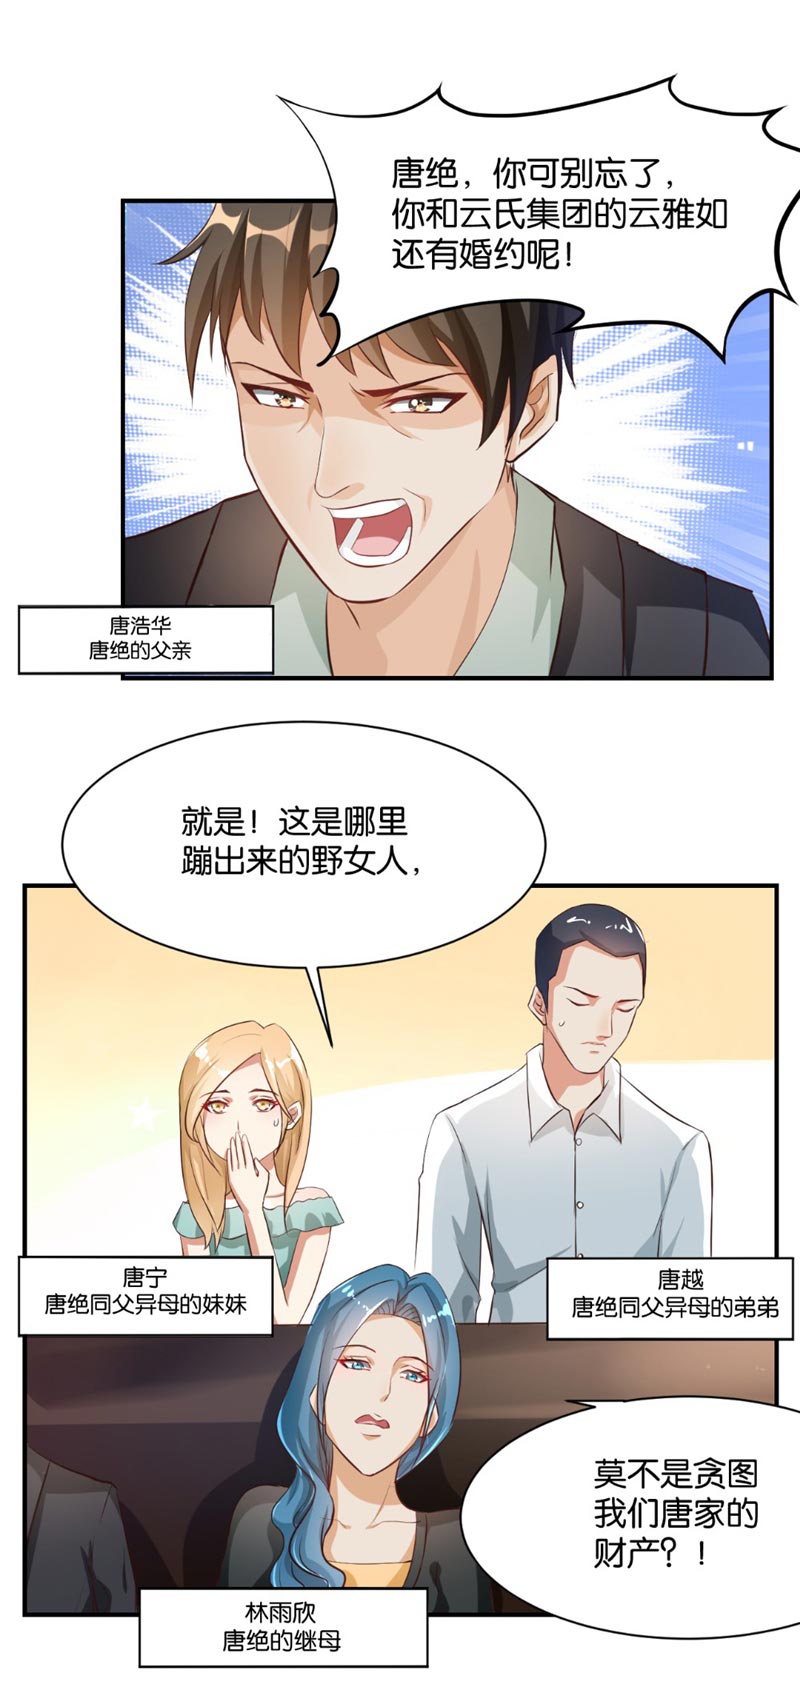 唐绝，你可别忘了，
你和云氏集团的云雅如
还有婚约呢！
唐浩华
唐绝的父亲
就是！这是哪里
蹦出来的野女人，
唐宁
唐绝同父异母的妹妹
唐越
唐绝同父异母的弟弟
莫不是贪图
我们唐家的
财产？！
林雨欣
唐绝的继母